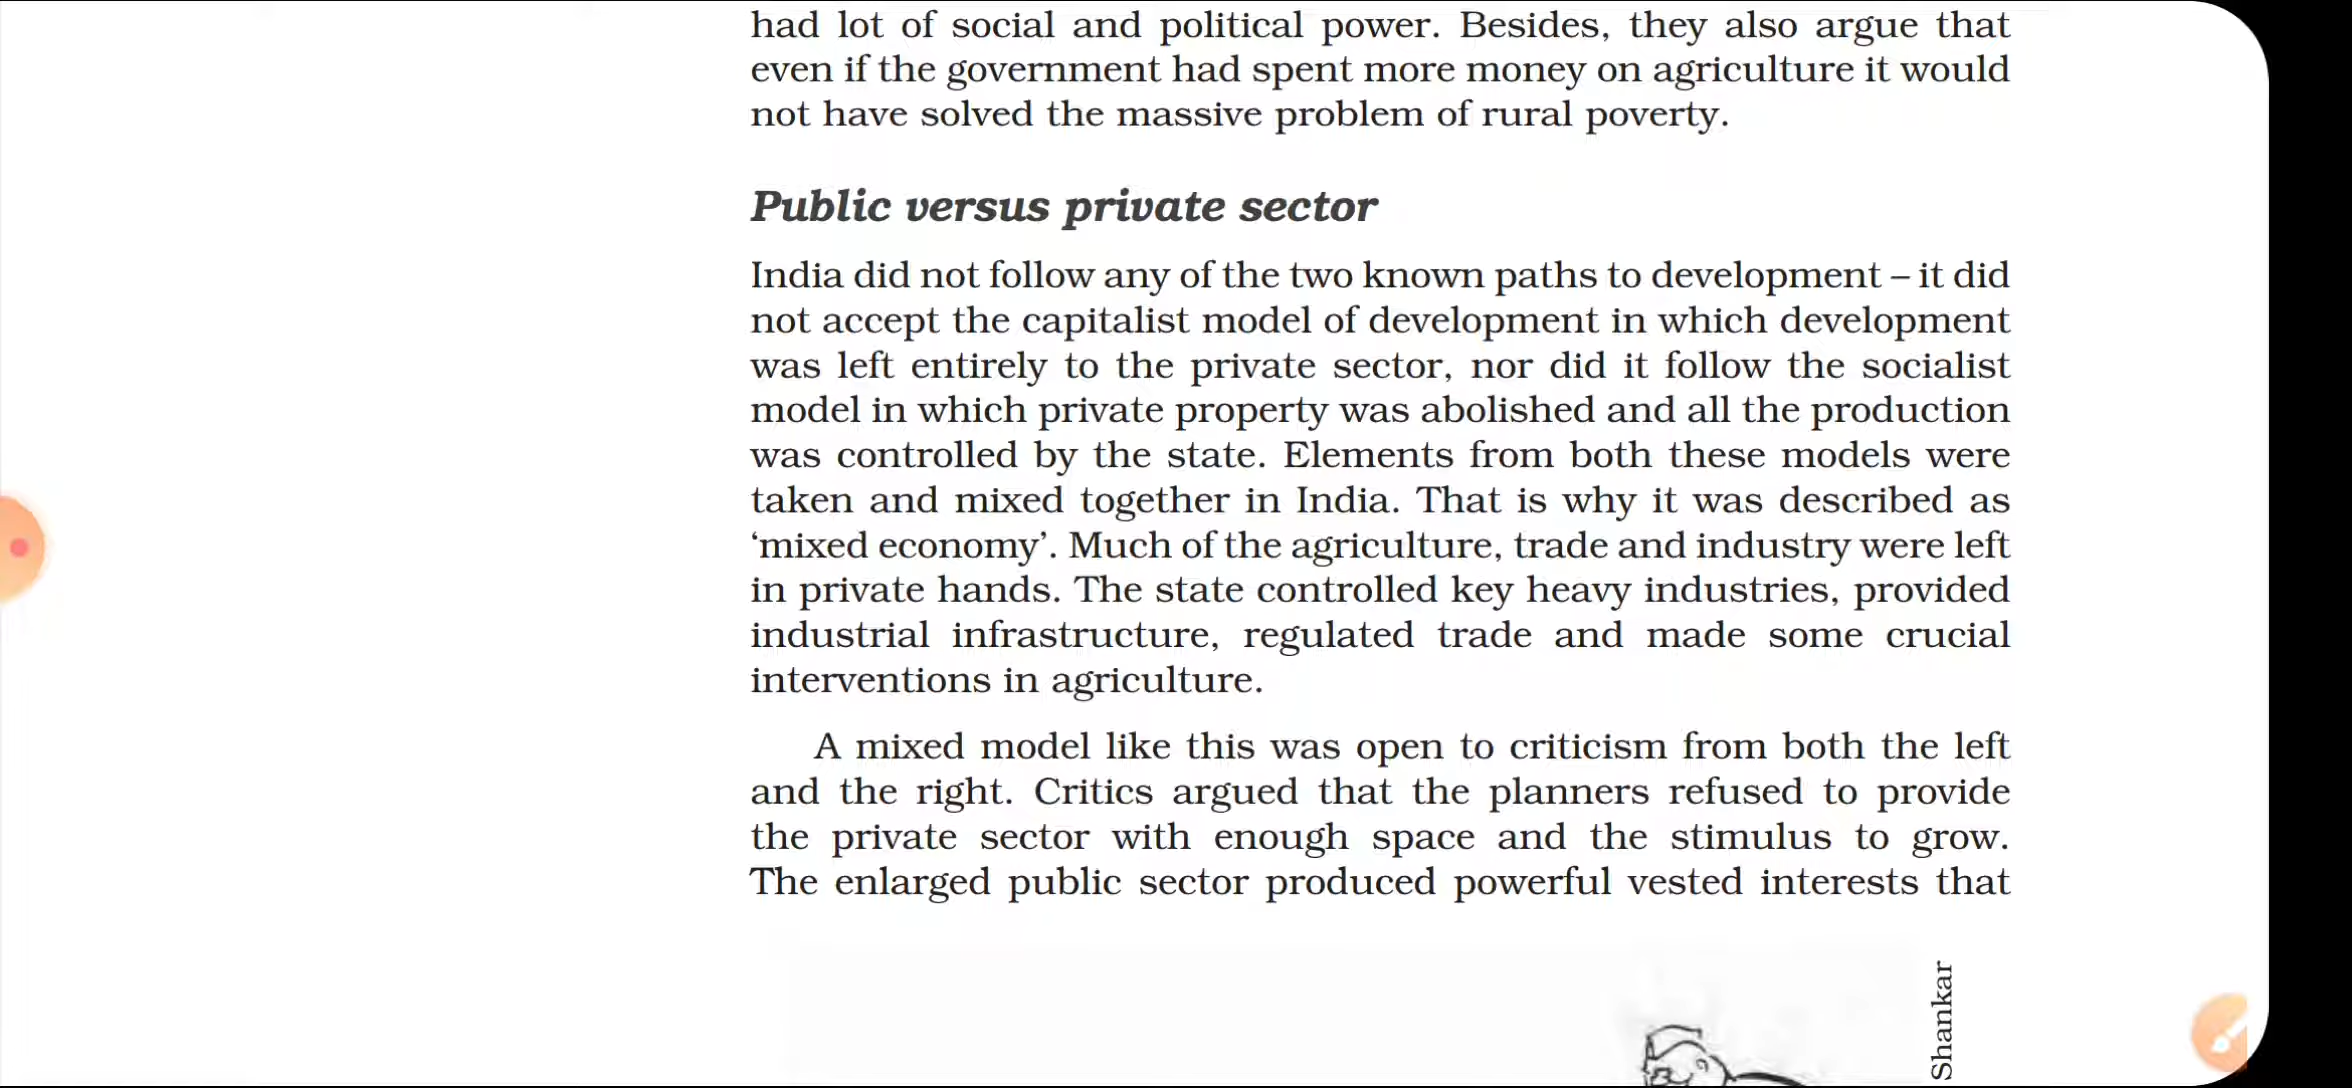 had lot of social and political power. Besides, they also argue that
even if the government had spent more money on agriculture it would
not have solved the massive problem of rural poverty.
Public versus private sector
India did not follow any of the two known paths to development – it did
not accept the capitalist model of development in which development
was left entirely to the private sector, nor did it follow the socialist
model in which private property was abolished and all the production
was controlled by the state. Elements from both these models were
taken and mixed together in India. That is why it was described as
‘mixed economy’. Much of the agriculture, trade and industry were left
in private hands. The state controlled key heavy industries, provided
industrial infrastructure, regulated trade and made some crucial
interventions in agriculture.
A mixed model like this was open to criticism from both the left
and the right. Critics argued that the planners refused to provide
the private sector with enough space and the stimulus to grow.
The enlarged public sector produced powerful vested interests that
Shankar